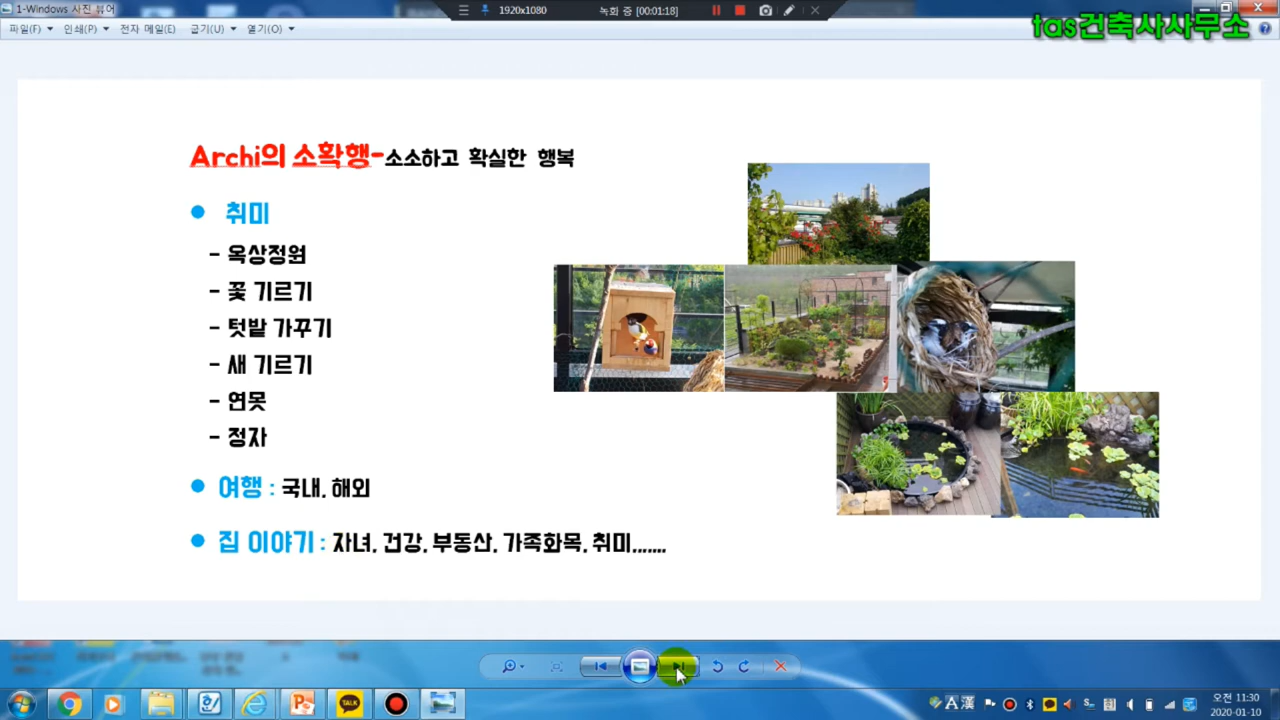 1-Windows 사진 뷰어
1920x1080
녹화 중 [00:01:18]
파일(F)
인쇄(P)
전자 메일(E)
굽기(U)
열기(O)
tas건축사사무소
Archi의 소확행-소소하고 확실한 행복
취미
- 옥상정원
- 꽃 기르기
- 텃밭 가꾸기
- 새 기르기
- 연못
- 정자
여행 : 국내, 해외
집 이야기 : 자녀, 건강, 부동산, 가족화목, 취미.......
TALK
A漢
오전 11:30
2020-01-10